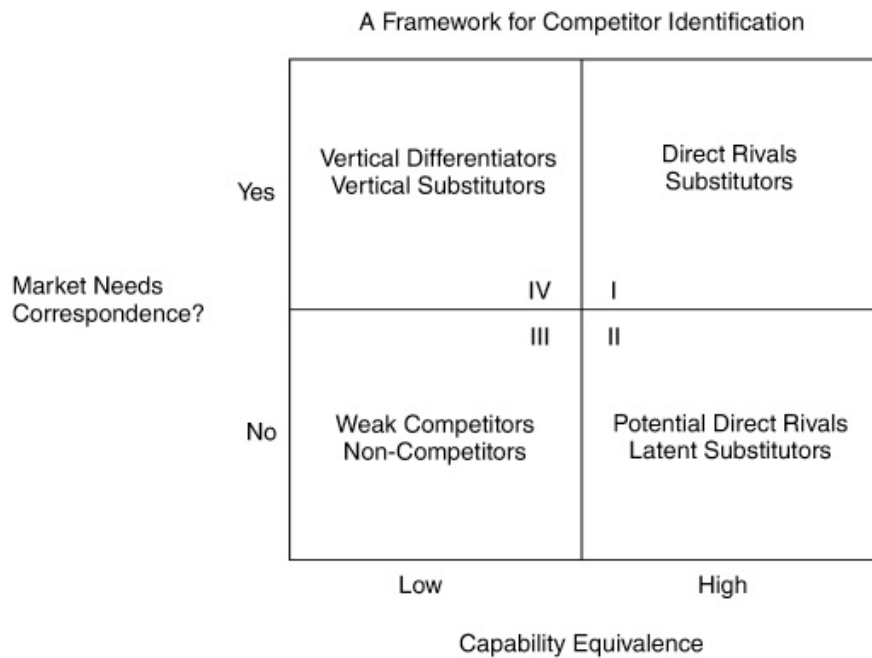 A Framework for Competitor Identification
Vertical Differentiators
Vertical Substitutors
Direct Rivals
Substitutors
Yes
IV
I
Market Needs
Correspondence?
III
II
No
Weak Competitors
Non-Competitors
Potential Direct Rivals
Latent Substitutors
Low
High
Capability Equivalence